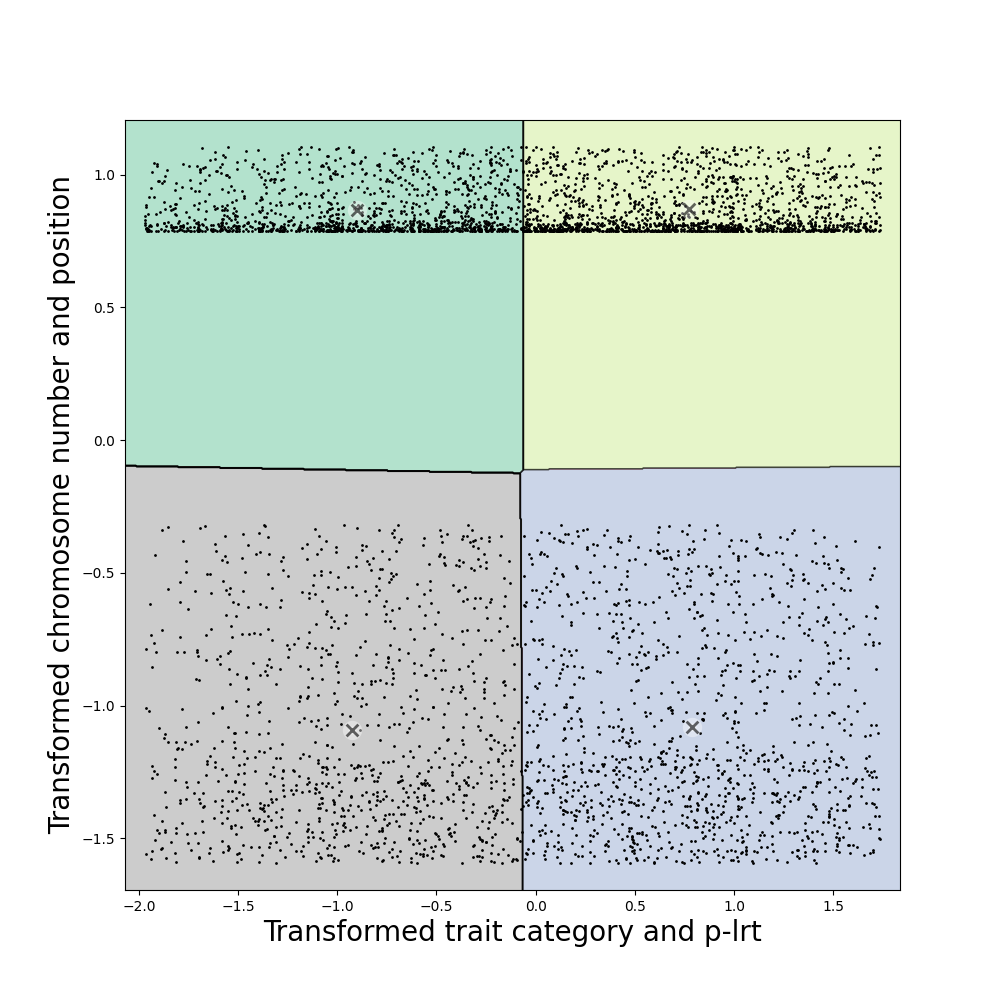 Transformed chromosome number and position
1.0
0.5
0.0
−0.5
−1.0
−1.5
−2.0 −1.5 −1.0 −0.5 0.0 0.5 1.0 1.5
Transformed trait category and p-lrt